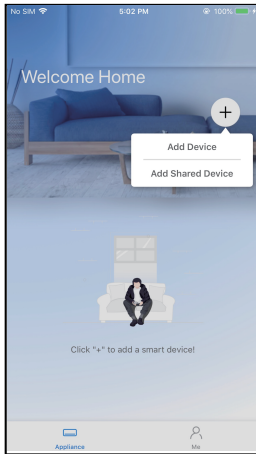 No SIM 5:02 PM 100%
Welcome Home
+
Add Device
Add Shared Device
Click "+" to add a smart device!
Appliance Me